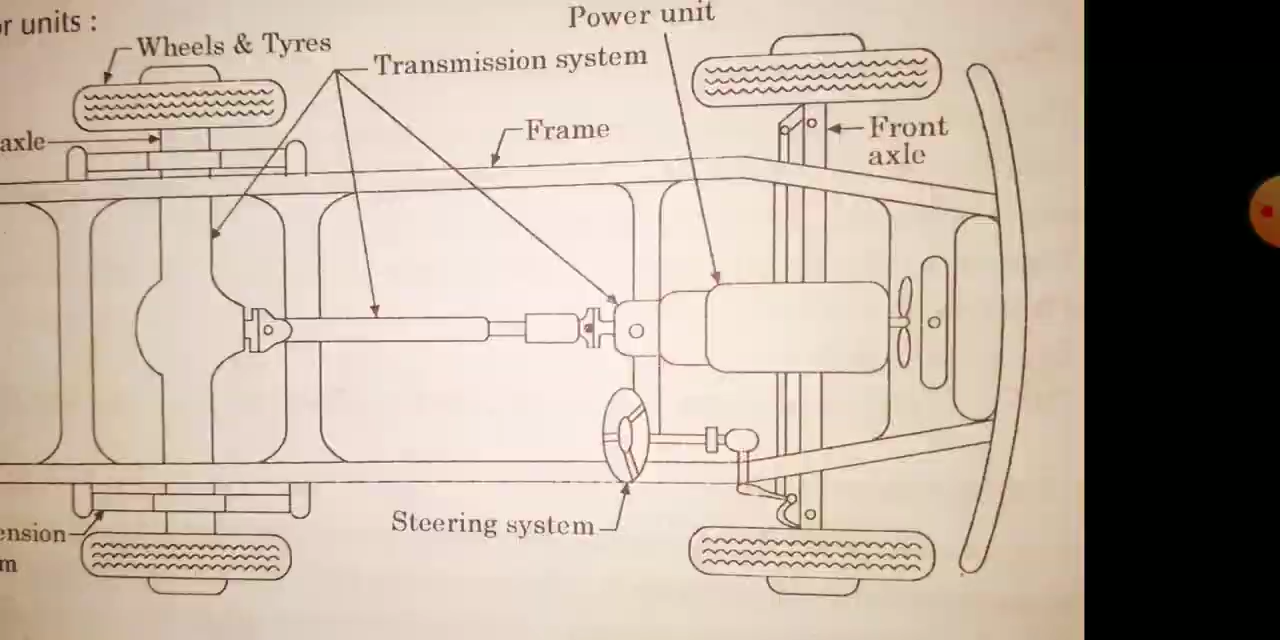 r units :
Power unit
Wheels & Tyres
Transmission system
axle
Frame
Front
axle
Steering system
ension
m